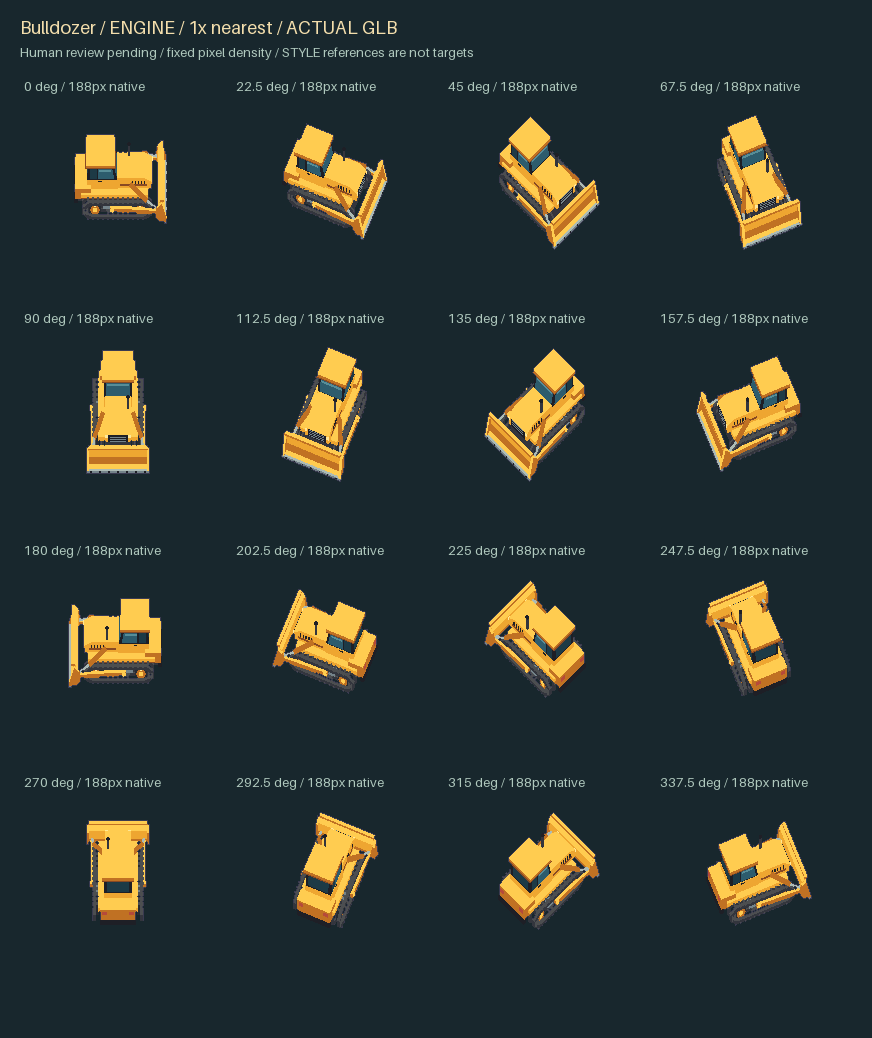 Bulldozer / ENGINE / 1x nearest / ACTUAL GLB
Human review pending / fixed pixel density / STYLE references are not targets
0 deg / 188px native
22.5 deg / 188px native
45 deg / 188px native
67.5 deg / 188px native
90 deg / 188px native
112.5 deg / 188px native
135 deg / 188px native
157.5 deg / 188px native
180 deg / 188px native
202.5 deg / 188px native
225 deg / 188px native
247.5 deg / 188px native
270 deg / 188px native
292.5 deg / 188px native
315 deg / 188px native
337.5 deg / 188px native